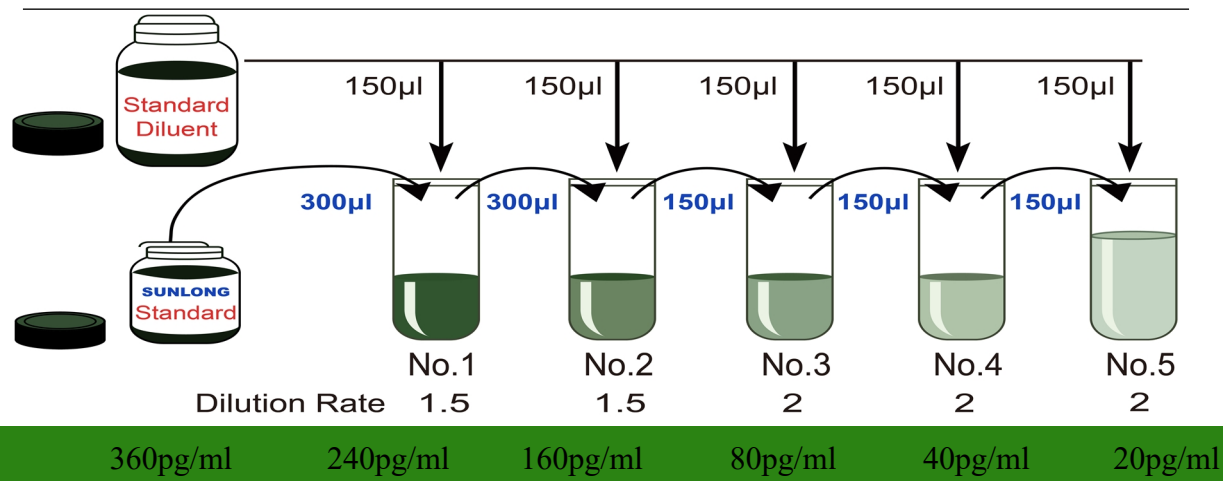 150µl 150µl 150µl 150µl 150µl
Standard
Diluent
300µl 300µl 150µl 150µl 150µl
SUNLONG
Standard
No.1 No.2 No.3 No.4 No.5
Dilution Rate 1.5 1.5 2 2 2
360pg/ml 240pg/ml 160pg/ml 80pg/ml 40pg/ml 20pg/ml